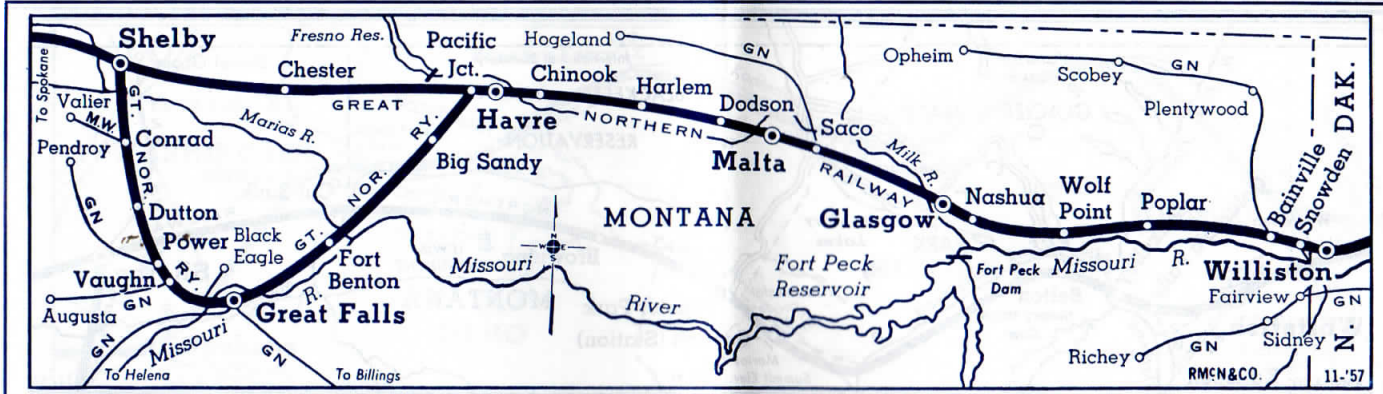 Shelby
Fresno Res.
Pacific
Jct.
Hogeland
GN
Opheim
Scobey
GN
Plentywood
N. DAK.
To Spokane
Valier
M.W.
Pendroy
GN
Chester
GREAT
Marias R.
Chinook
Harlem
Havre
NORTHERN
Dodson
Malta
Saco
RAILWAY
Milk R.
Glasgow
Nashua
Wolf
Point
Poplar
Bainville
Snowden
Williston
GT.
NOR.
RY.
Conrad
Dutton
Power
Vaughn
GN
Augusta
Black
Eagle
Great Falls
GT.
NOR.
RY.
Big Sandy
Fort
Benton
MONTANA
N
W
E
S
Missouri
River
Fort Peck
Reservoir
Fort Peck
Dam
Missouri
R.
Fairview
GN
Sidney
GN
Richey
GN
Missouri
R.
To Helena
GN
To Billings
RMCN&CO.
11-'57